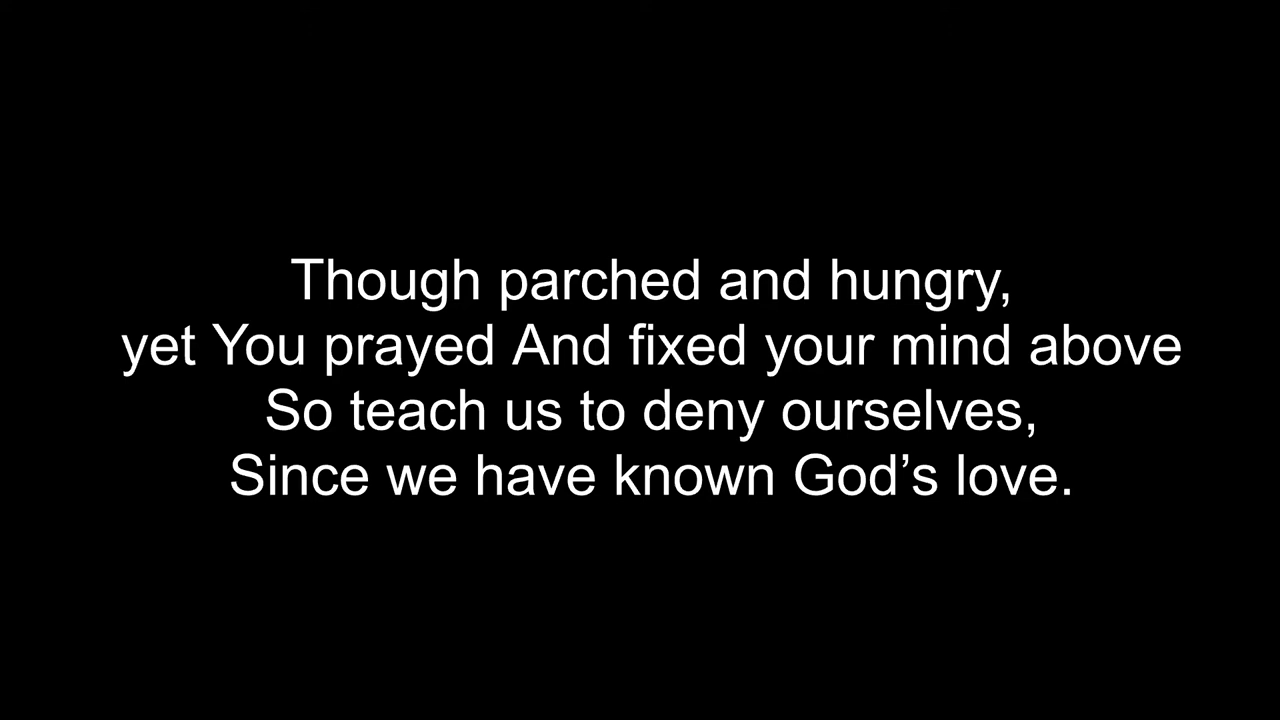 Though parched and hungry,
yet You prayed And fixed your mind above
So teach us to deny ourselves,
Since we have known God’s love.